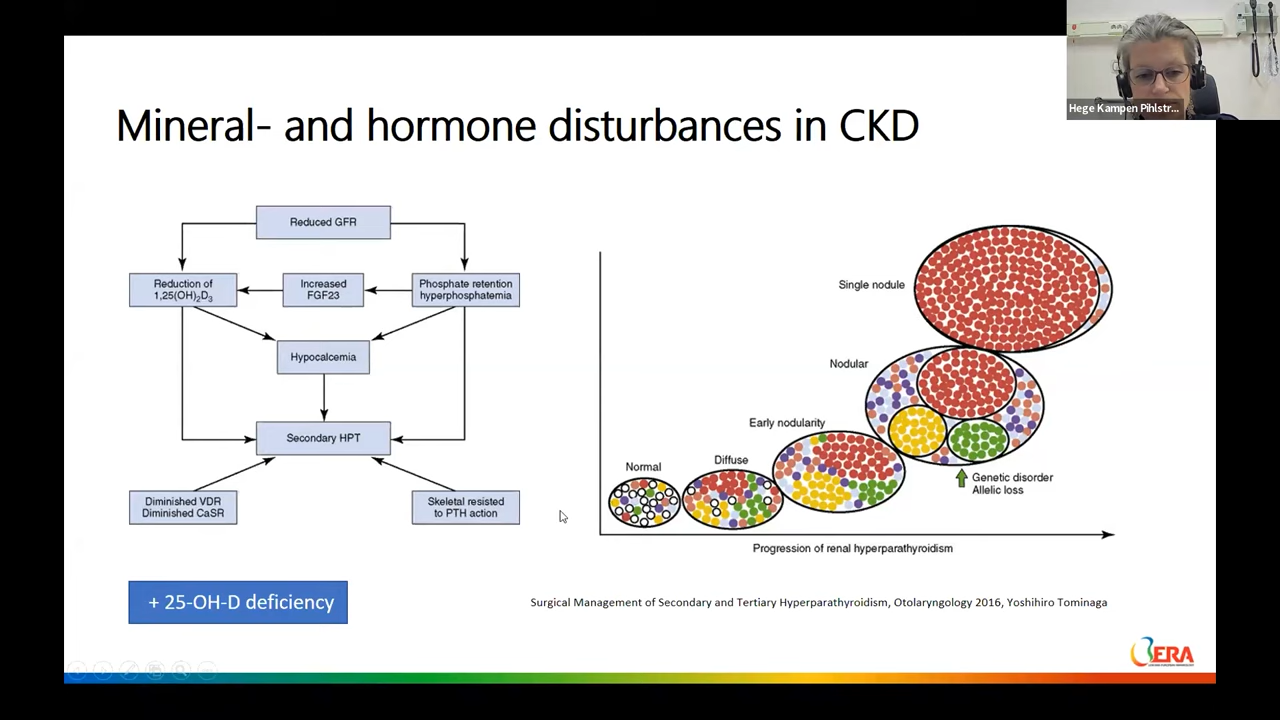 Hege Kampen Pihlstr...
Mineral- and hormone disturbances in CKD
Reduced GFR
Reduction of
1,25(OH)₂D₃
Increased
FGF23
Phosphate retention
hyperphosphatemia
Hypocalcemia
Secondary HPT
Diminished VDR
Diminished CaSR
Skeletal resisted
to PTH action
+ 25-OH-D deficiency
Single nodule
Nodular
Early nodularity
Diffuse
Normal
Genetic disorder
Allelic loss
Progression of renal hyperparathyroidism
Surgical Management of Secondary and Tertiary Hyperparathyroidism, Otolaryngology 2016, Yoshihiro Tominaga
ERA